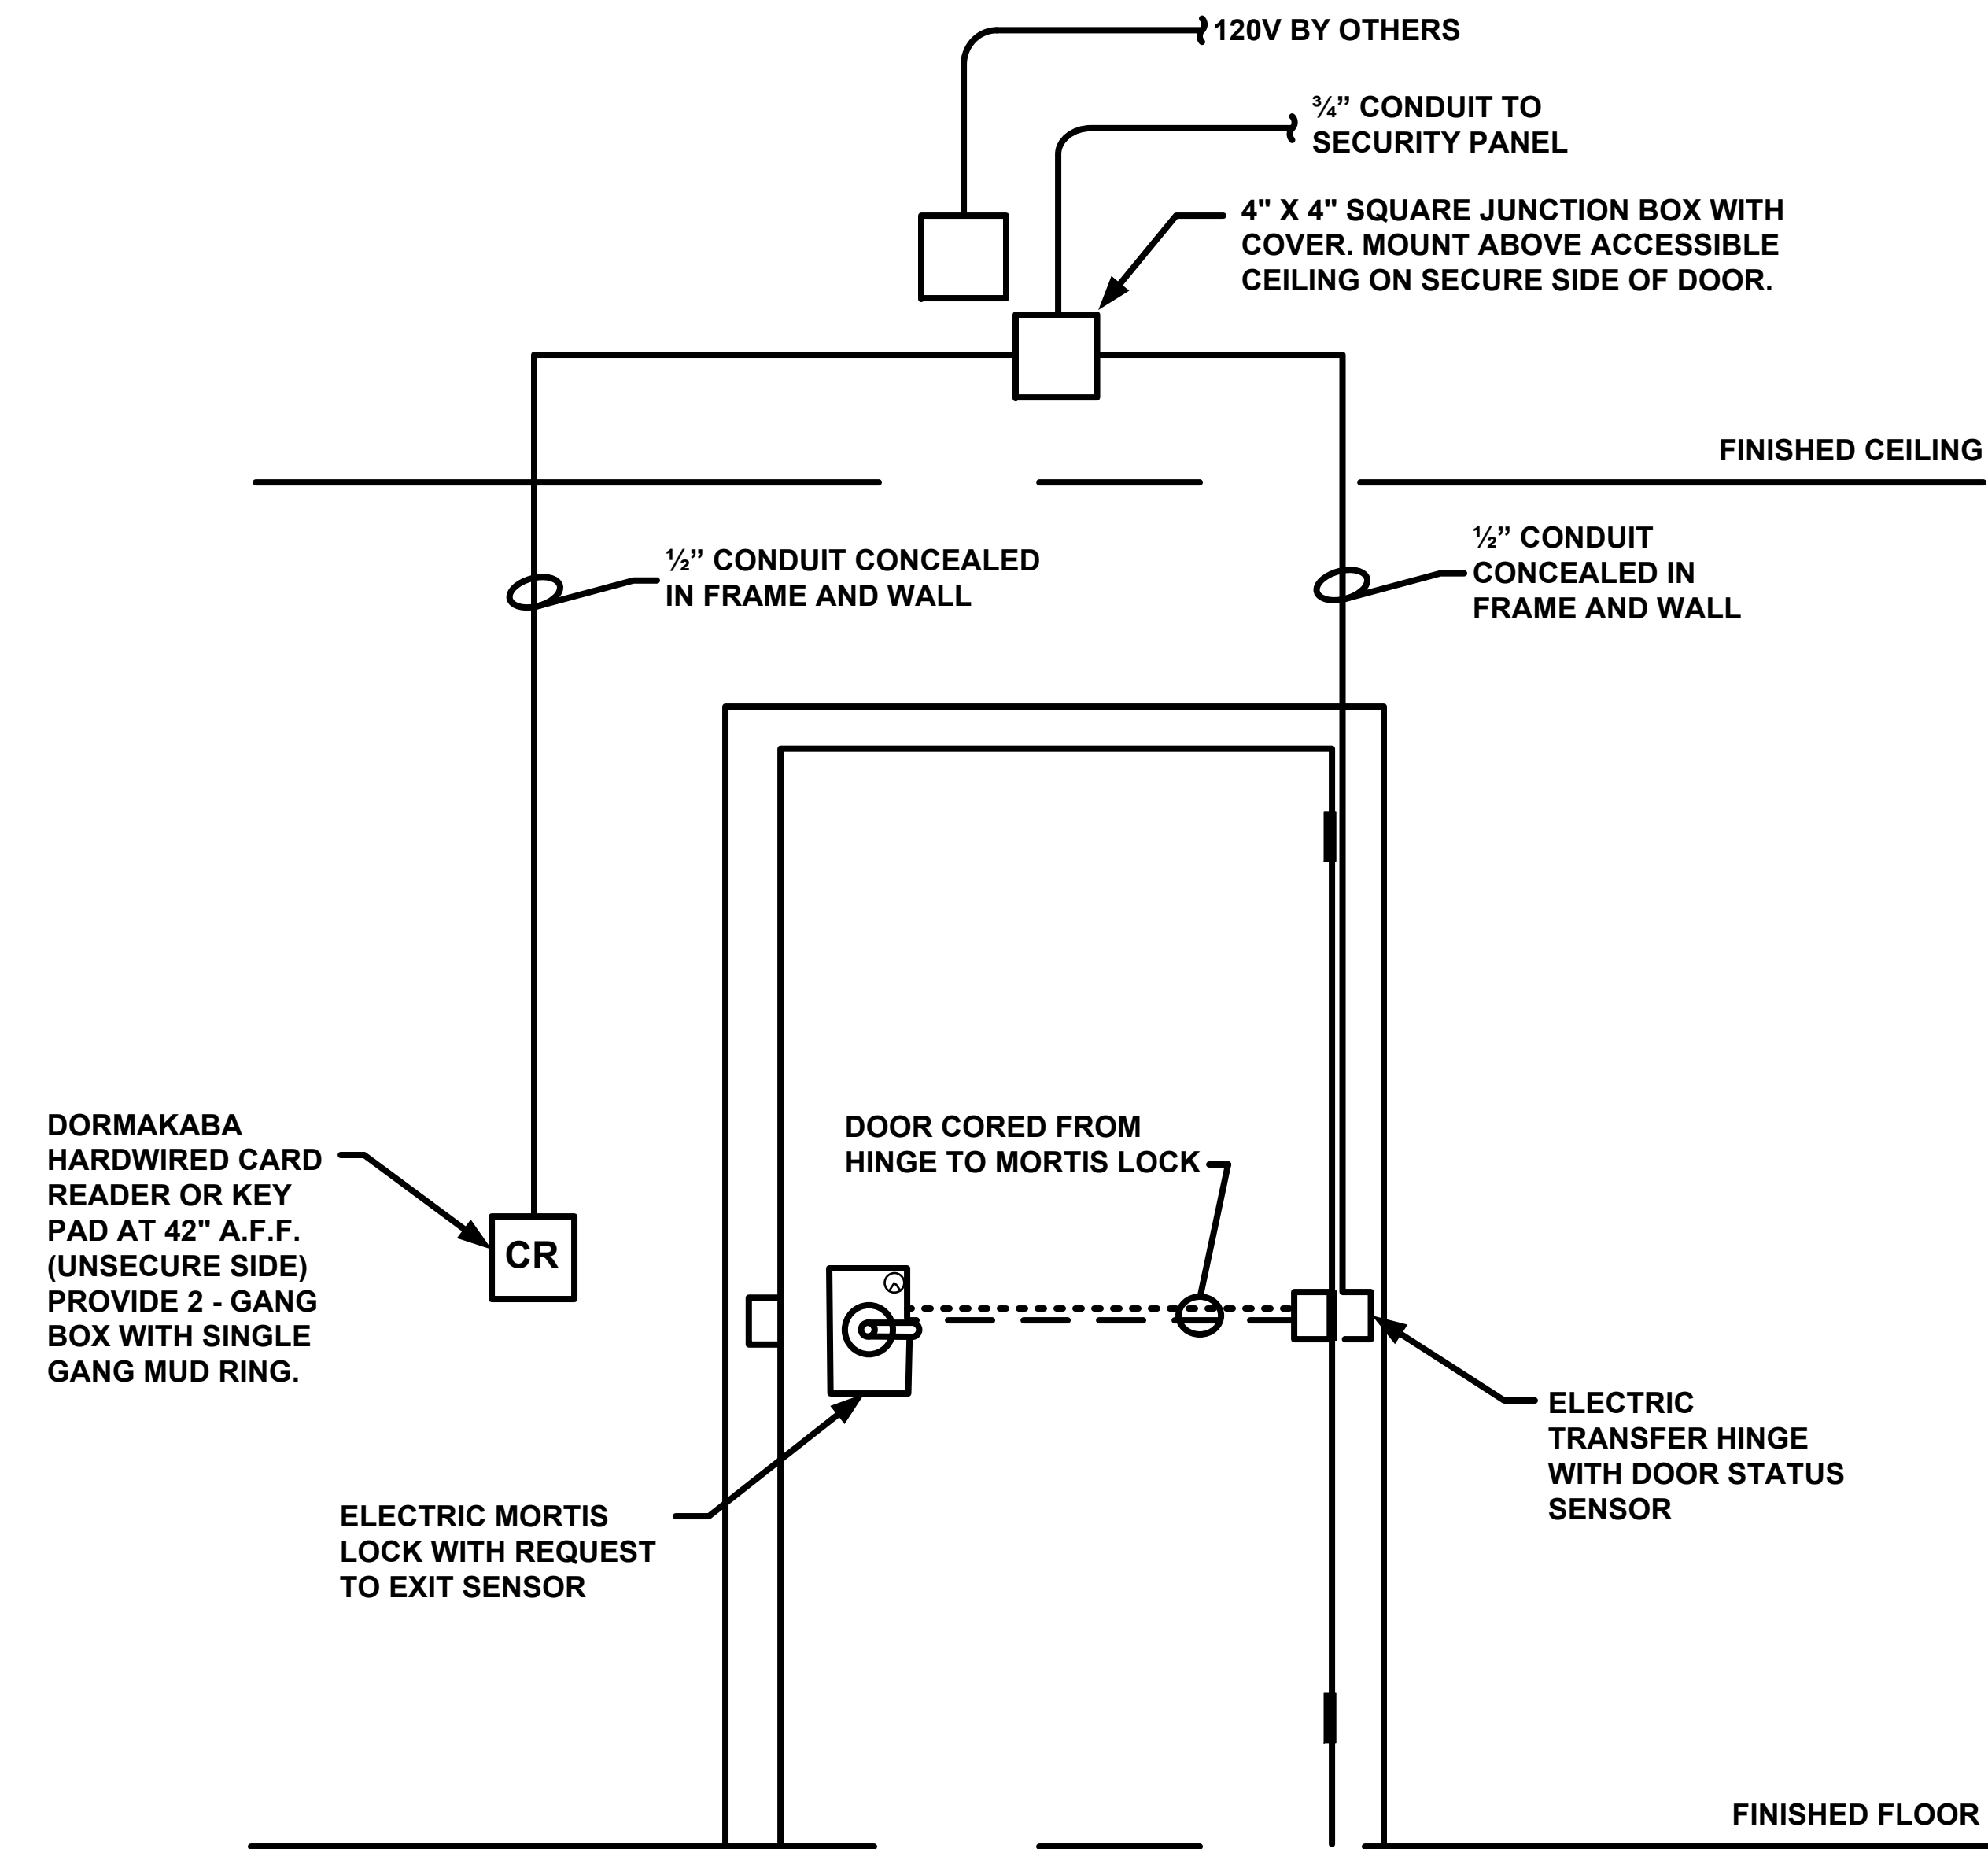 120V BY OTHERS
¾” CONDUIT TO
SECURITY PANEL
4" X 4" SQUARE JUNCTION BOX WITH
COVER. MOUNT ABOVE ACCESSIBLE
CEILING ON SECURE SIDE OF DOOR.
FINISHED CEILING
½” CONDUIT CONCEALED
IN FRAME AND WALL
½” CONDUIT
CONCEALED IN
FRAME AND WALL
DORMAKABA
HARDWIRED CARD
READER OR KEY
PAD AT 42" A.F.F.
(UNSECURE SIDE)
PROVIDE 2 - GANG
BOX WITH SINGLE
GANG MUD RING.
CR
DOOR CORED FROM
HINGE TO MORTIS LOCK
ELECTRIC
TRANSFER HINGE
WITH DOOR STATUS
SENSOR
ELECTRIC MORTIS
LOCK WITH REQUEST
TO EXIT SENSOR
FINISHED FLOOR